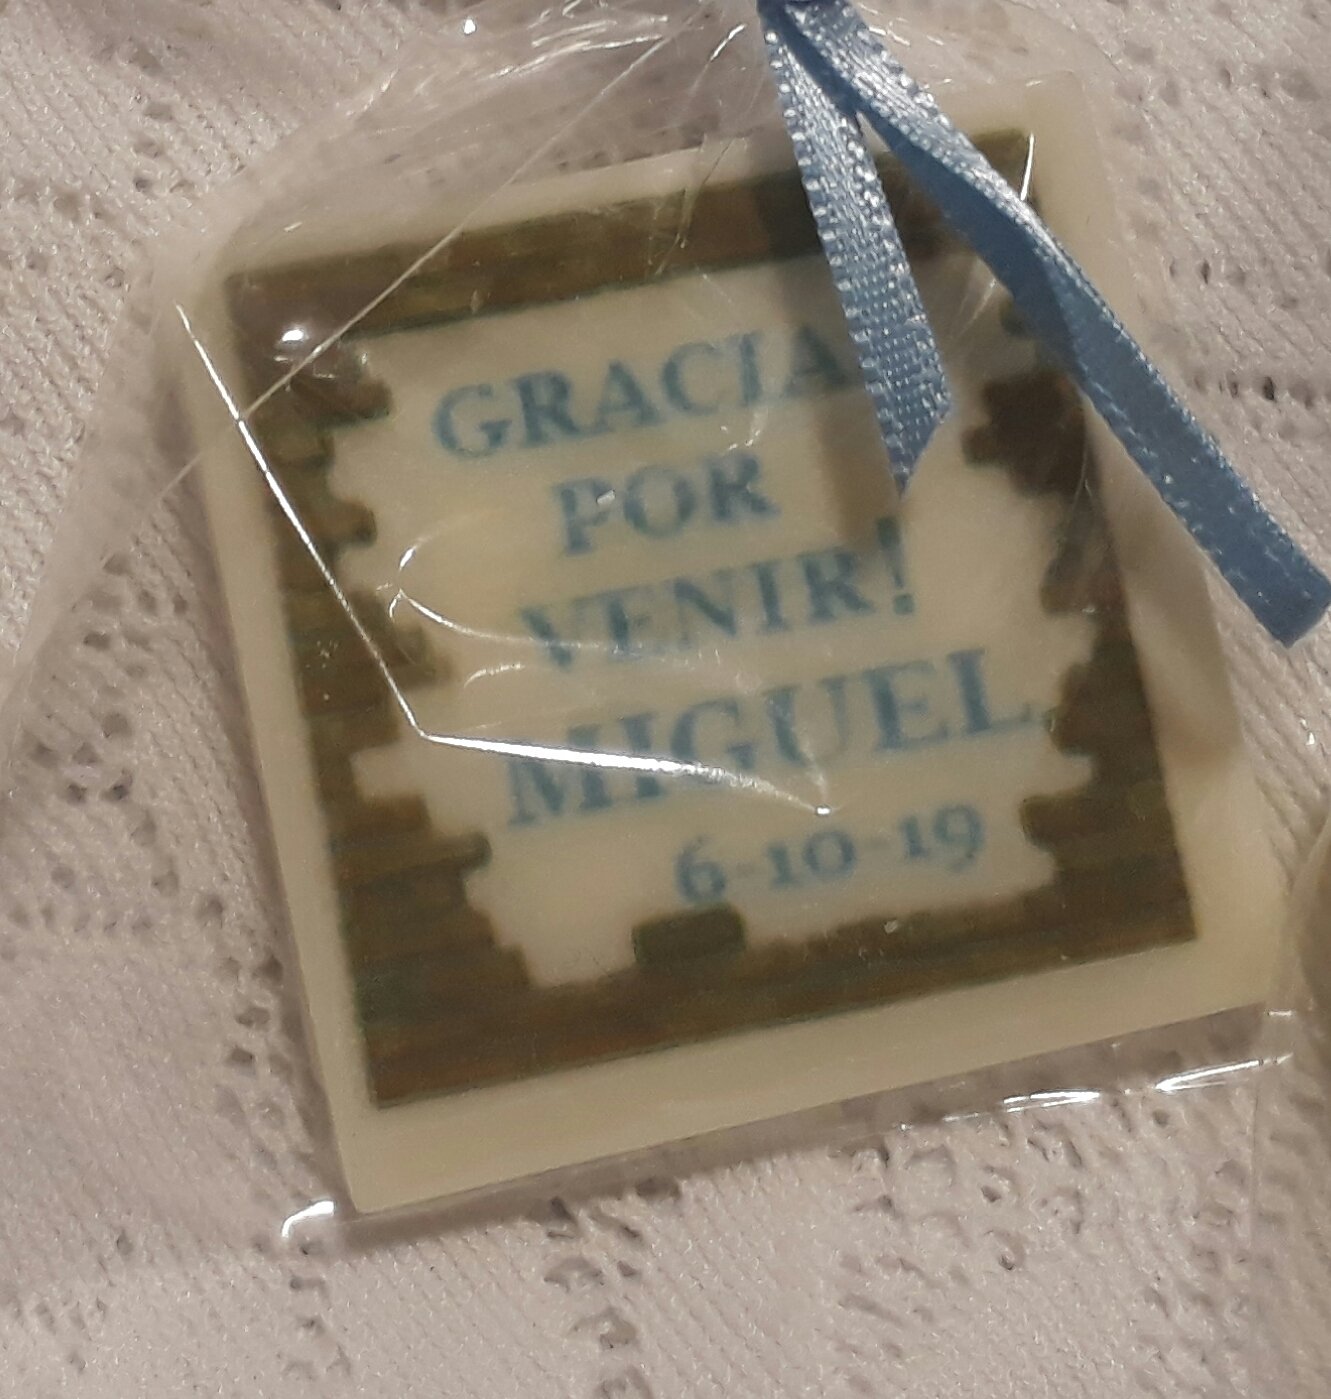 GRACIA
POR
VENIR!
MIGUEL
6-10-19